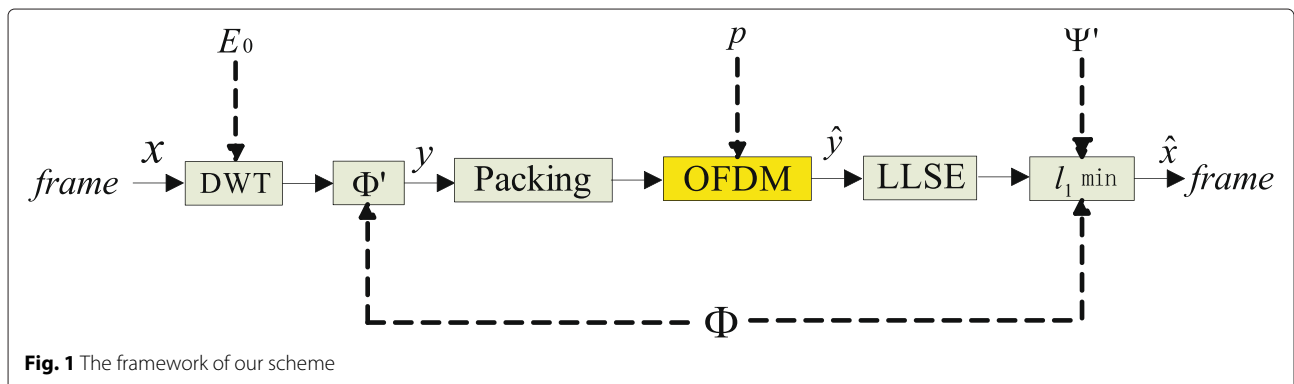 E₀ p Ψ'
x y ŷ x̂
frame DWT Φ' Packing OFDM LLSE l₁ min frame
Φ
Fig. 1 The framework of our scheme